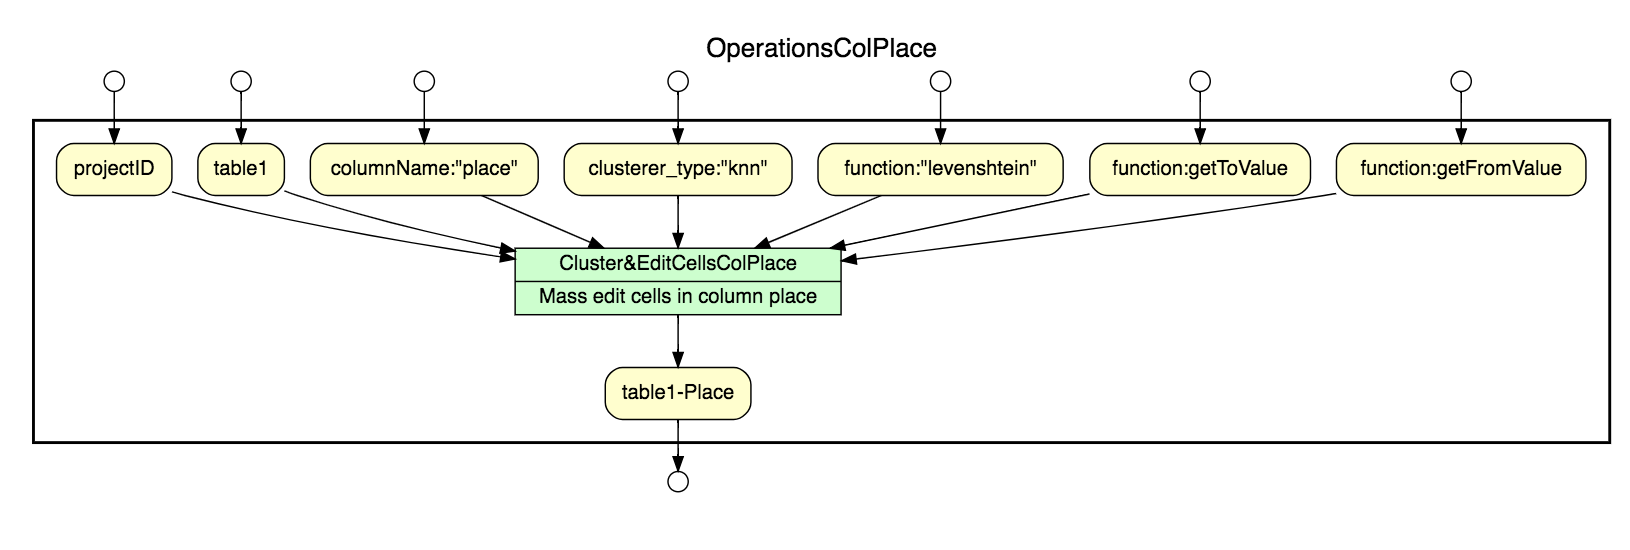 OperationsColPlace
projectID
table1
columnName:"place"
clusterer_type:"knn"
function:"levenshtein"
function:getToValue
function:getFromValue
Cluster&EditCellsColPlace
Mass edit cells in column place
table1-Place